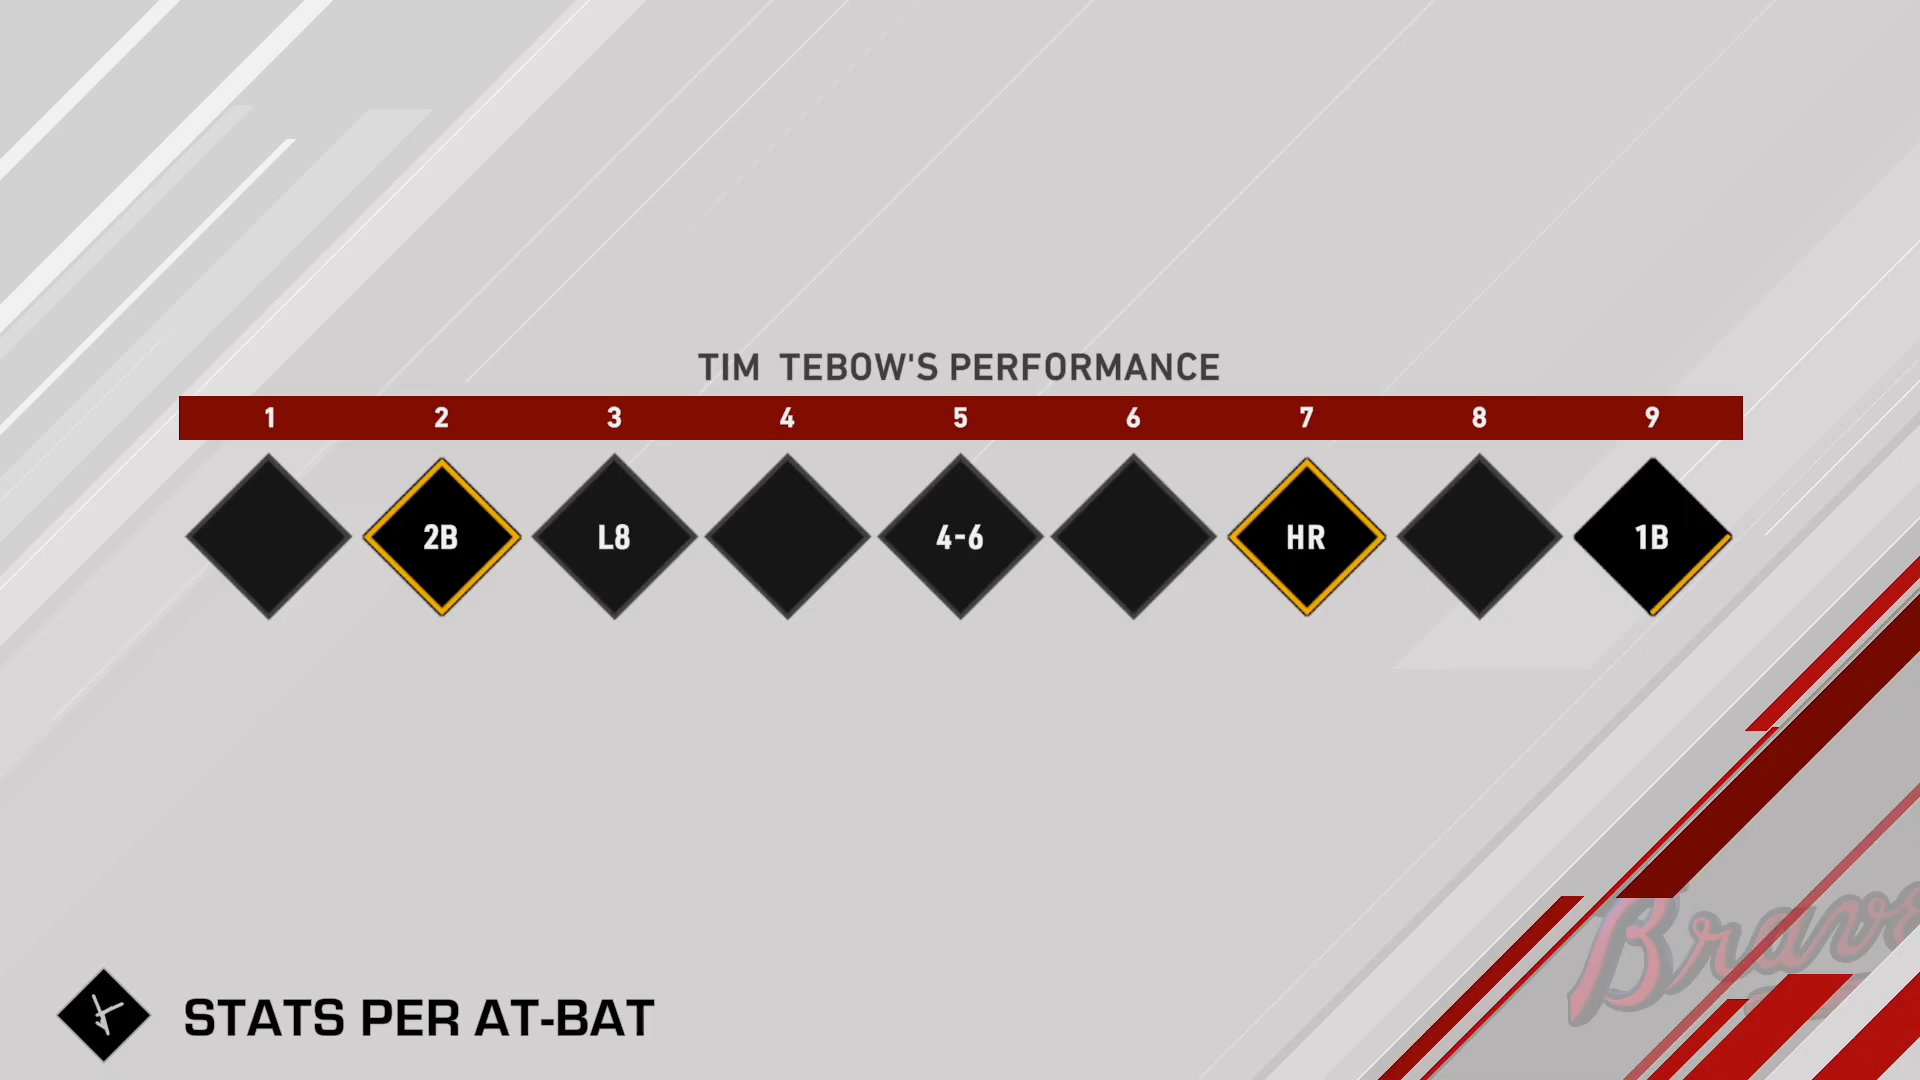 TIM TEBOW'S PERFORMANCE
1 2 3 4 5 6 7 8 9
2B L8 4-6 HR 1B
Brave
STATS PER AT-BAT